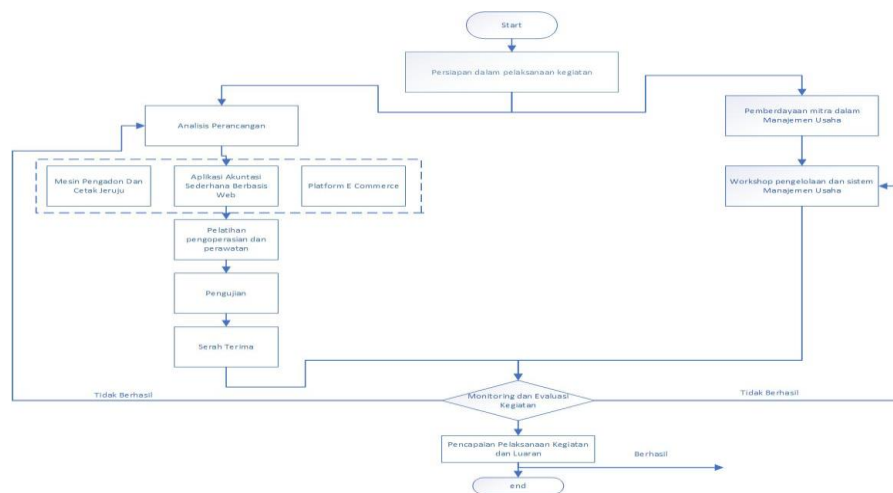 Start
Persiapan dalam pelaksanaan kegiatan
Analisis Perancangan
Pemberdayaan mitra dalam
Manajemen Usaha
Mesin Pengadon Dan
Cetak Jeruju
Aplikasi Akuntasi
Sederhana Berbasis
Web
Platform E Commerce
Workshop pengelolaan dan sistem
Manajemen Usaha
Pelatihan
pengoperasian dan
perawatan
Pengujian
Serah Terima
Tidak Berhasil
Monitoring dan Evaluasi
Kegiatan
Tidak Berhasil
Pencapaian Pelaksanaan Kegiatan
dan Luaran
Berhasil
end